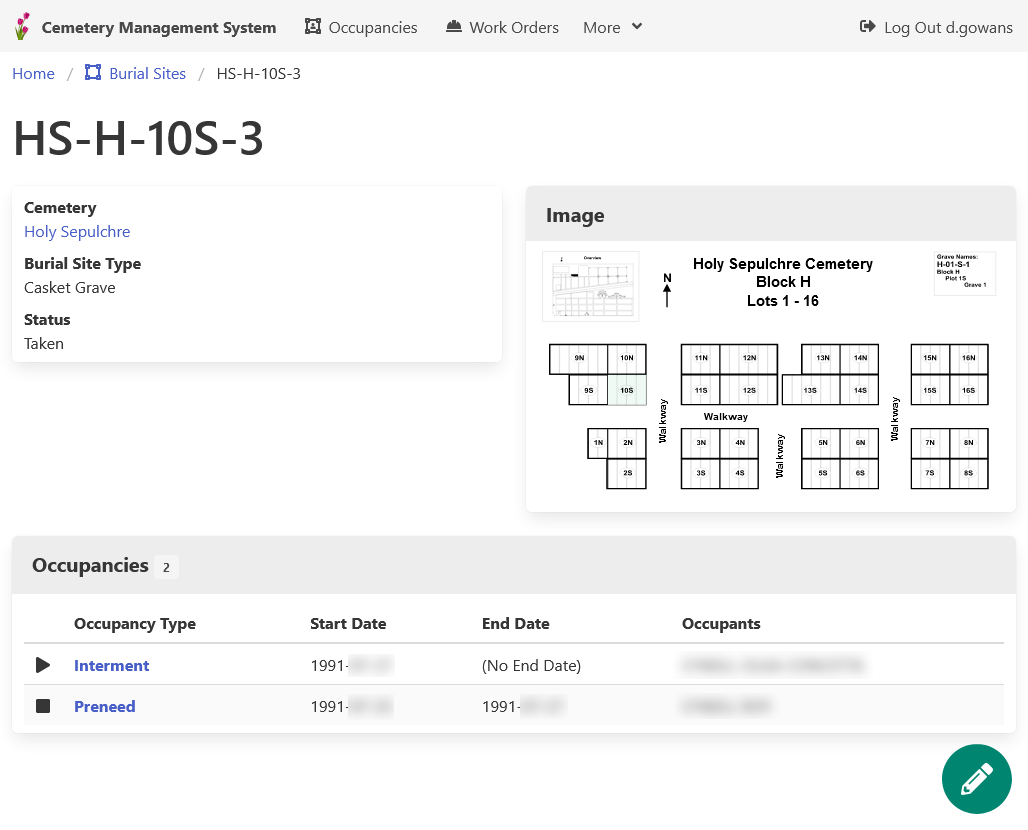 Cemetery Management System Occupancies Work Orders More Log Out d.gowans
Home / Burial Sites / HS-H-10S-3
HS-H-10S-3
Cemetery
Holy Sepulchre
Burial Site Type
Casket Grave
Status
Taken
Image
Overview
N
Holy Sepulchre Cemetery
Block H
Lots 1 - 16
Grave Names:
H-01-S-1
Block H
Plot 1S
Grave 1
9N 10N 11N 12N 13N 14N 15N 16N
9S 10S 11S 12S 13S 14S 15S 16S
Walkway
Walkway
Walkway
Walkway
1N 2N 3N 4N 5N 6N 7N 8N
2S 3S 4S 5S 6S 7S 8S
Occupancies 2
Occupancy Type Start Date End Date Occupants
Interment 1991- (No End Date)
Preneed 1991- 1991-